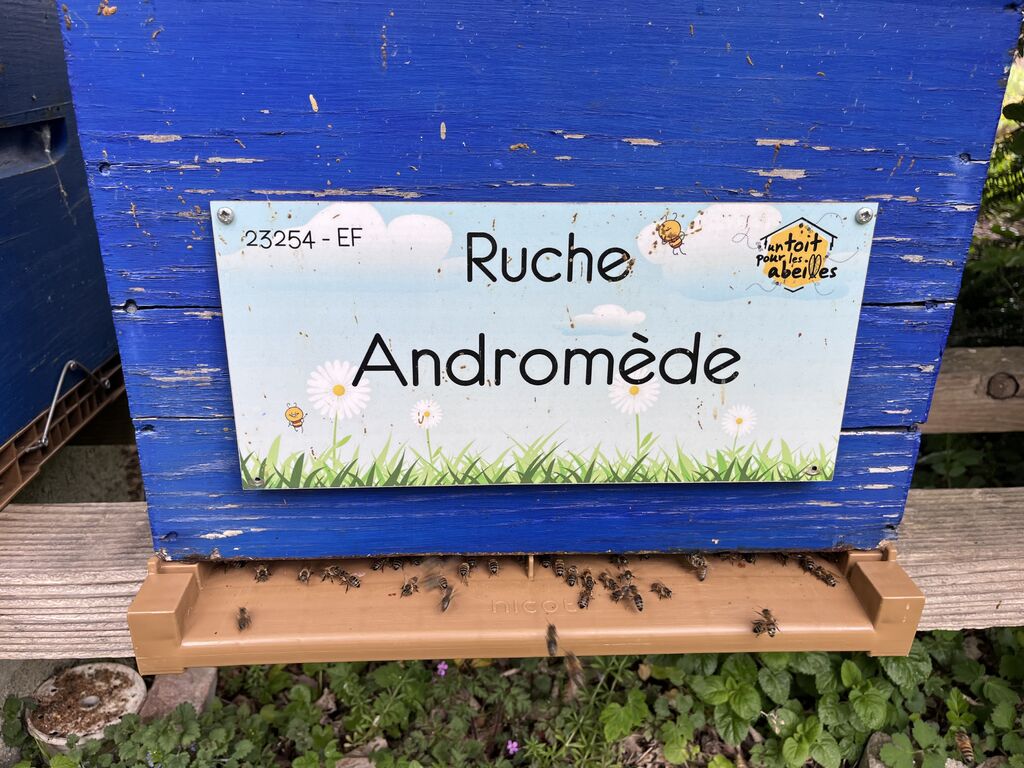 23254 - EF
Ruche
un toit
pour les
abeilles
Andromède
nicot